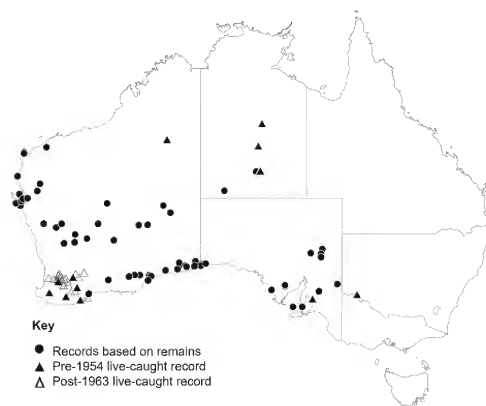 Key
Records based on remains
Pre-1954 live-caught record
Post-1963 live-caught record